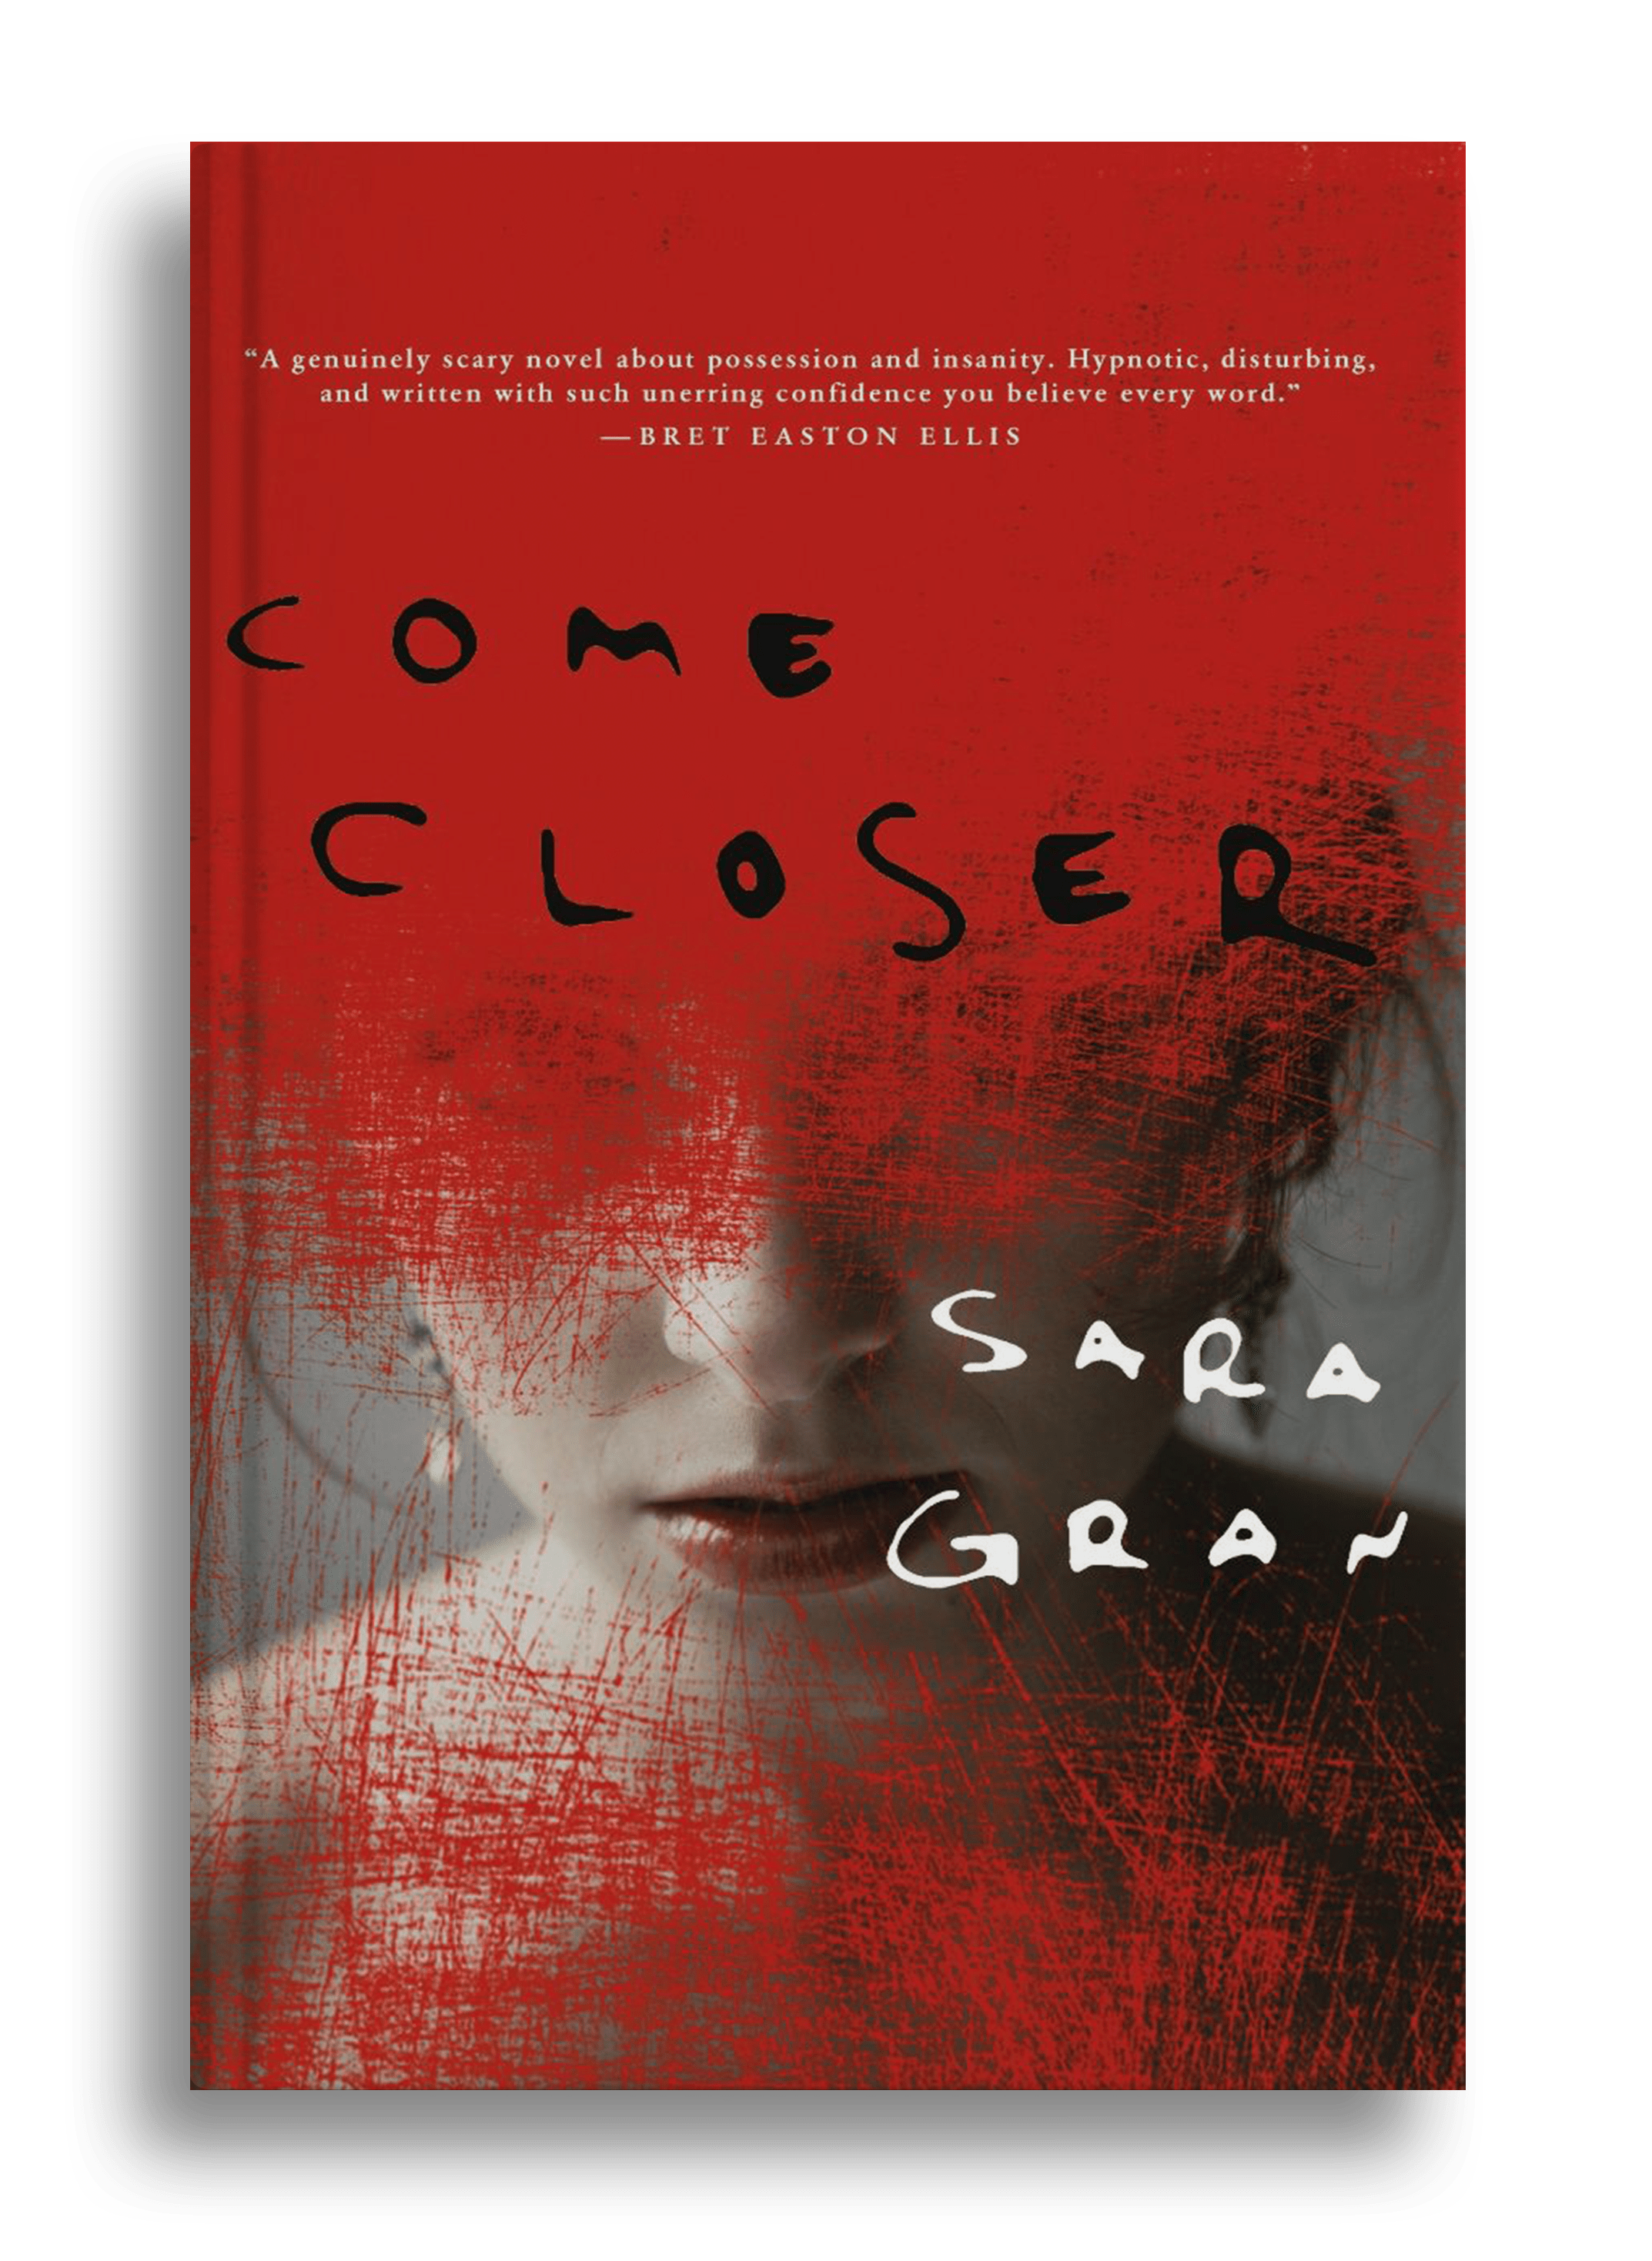 “A genuinely scary novel about possession and insanity. Hypnotic, disturbing,
and written with such unerring confidence you believe every word.”
—BRET EASTON ELLIS
COME
CLOSER
SARA
GRAN